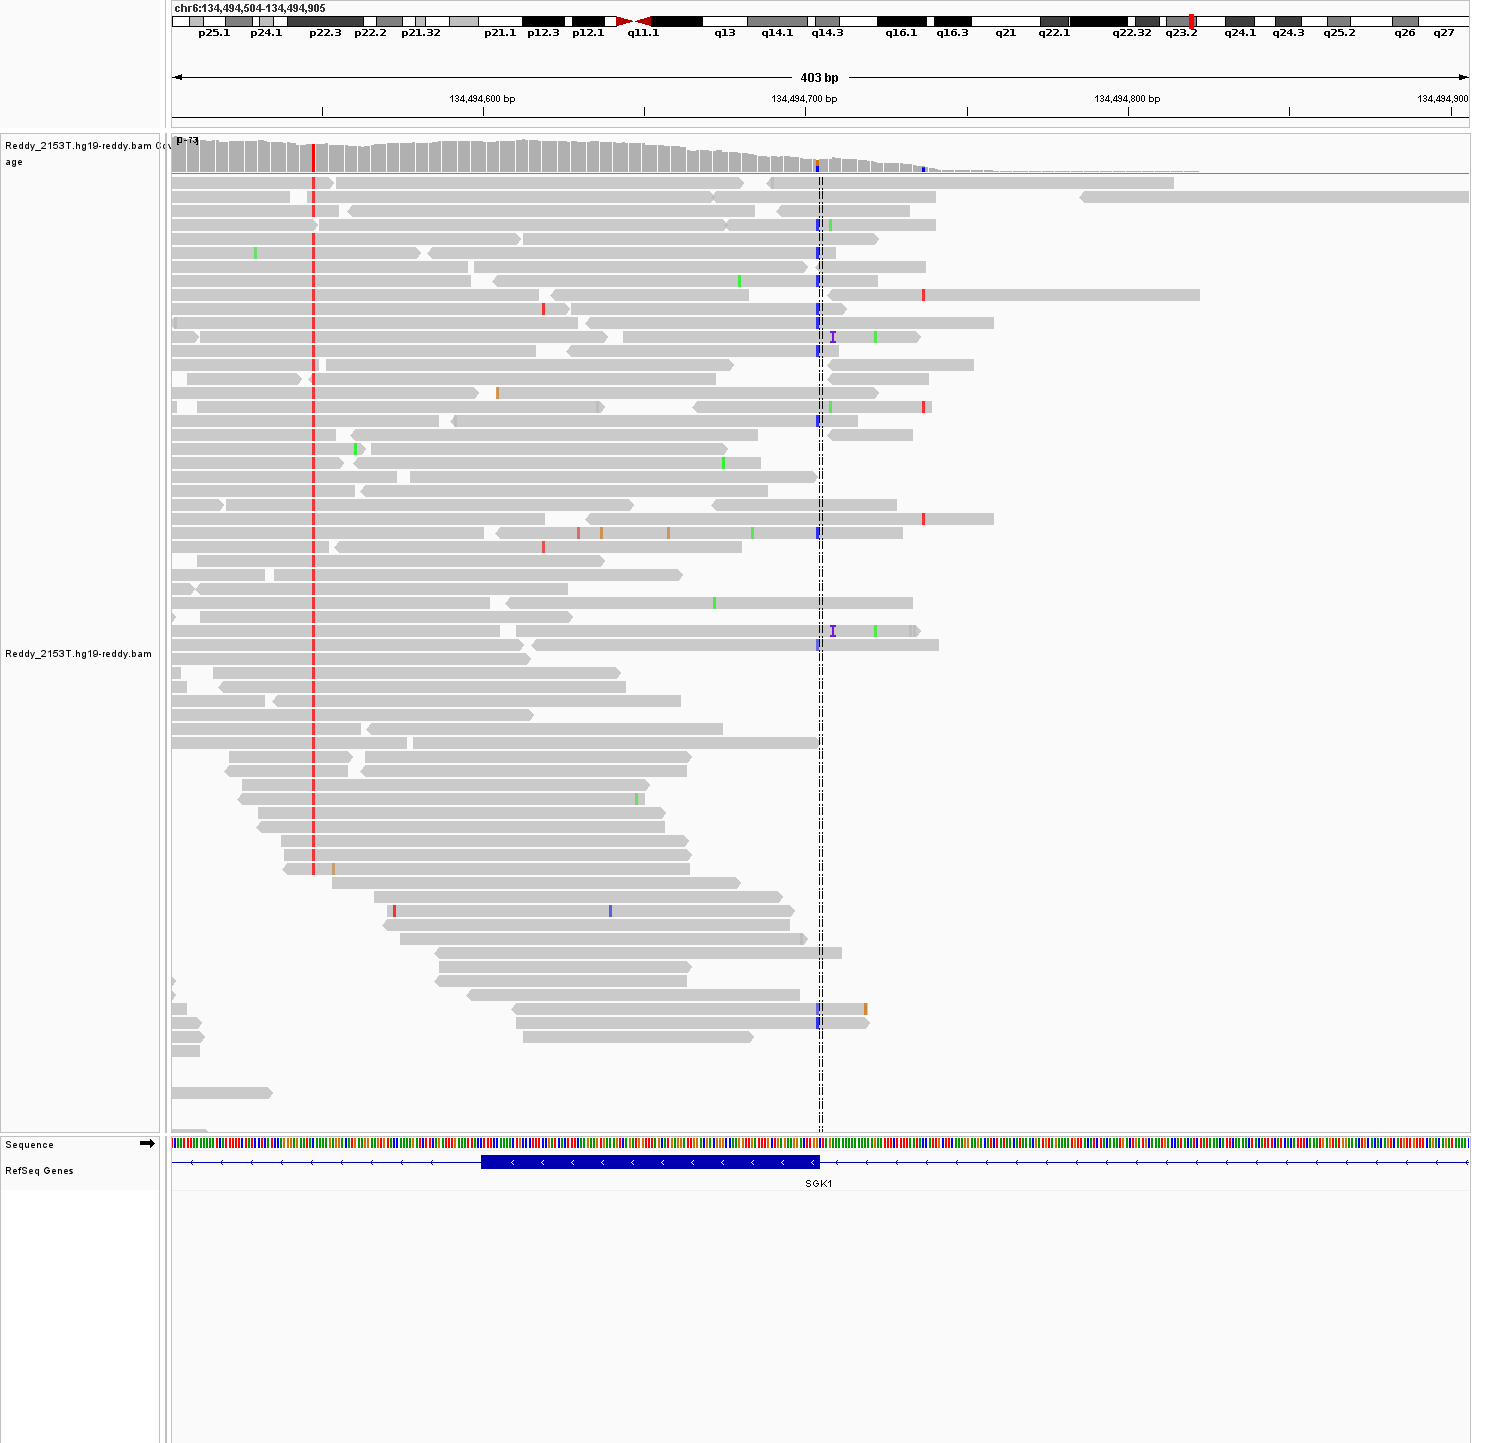 chr6:134,494,504-134,494,905
p25.1 p24.1 p22.3 p22.2 p21.32 p21.1 p12.3 p12.1 q11.1 q13 q14.1 q14.3 q16.1 q16.3 q21 q22.1 q22.32 q23.2 q24.1 q24.3 q25.2 q26 q27
403 bp
134,494,600 bp 134,494,700 bp 134,494,800 bp 134,494,900
Reddy_2153T.hg19-reddy.bam Cov
age
Reddy_2153T.hg19-reddy.bam
Sequence
RefSeq Genes
SGK1